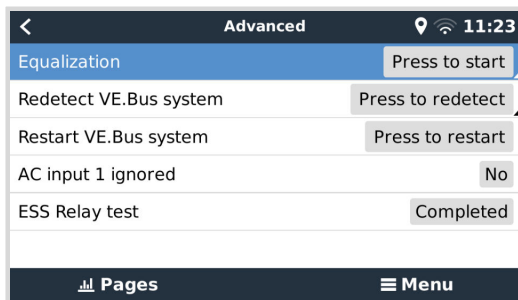 Advanced 11:23
Equalization Press to start
Redetect VE.Bus system Press to redetect
Restart VE.Bus system Press to restart
AC input 1 ignored No
ESS Relay test Completed
Pages Menu